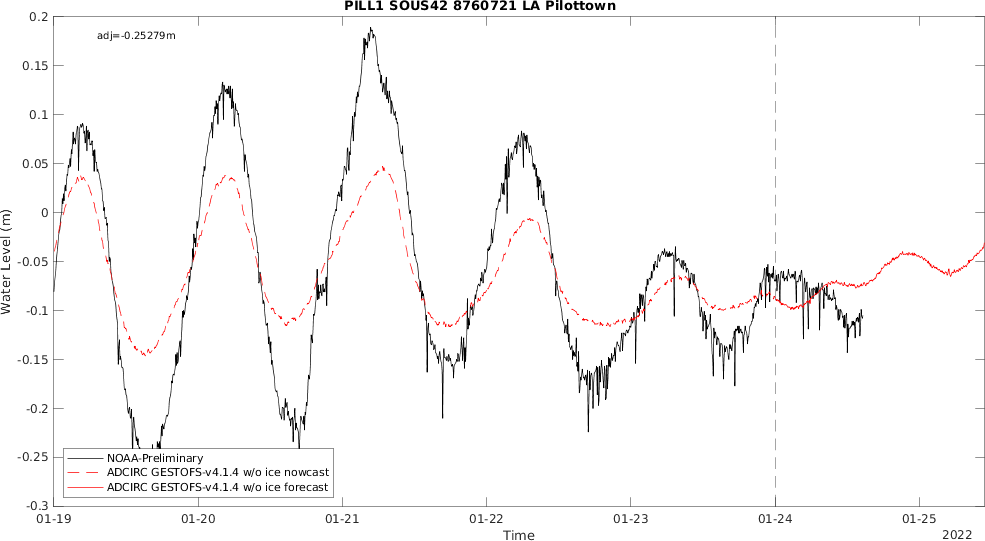 PILL1 SOUS42 8760721 LA Pilottown
adj=-0.25279m
0.2
0.15
0.1
0.05
0
-0.05
-0.1
-0.15
-0.2
-0.25
-0.3
Water Level (m)
NOAA-Preliminary
ADCIRC GESTOFS-v4.1.4 w/o ice nowcast
ADCIRC GESTOFS-v4.1.4 w/o ice forecast
01-19 01-20 01-21 01-22 01-23 01-24 01-25
Time
2022